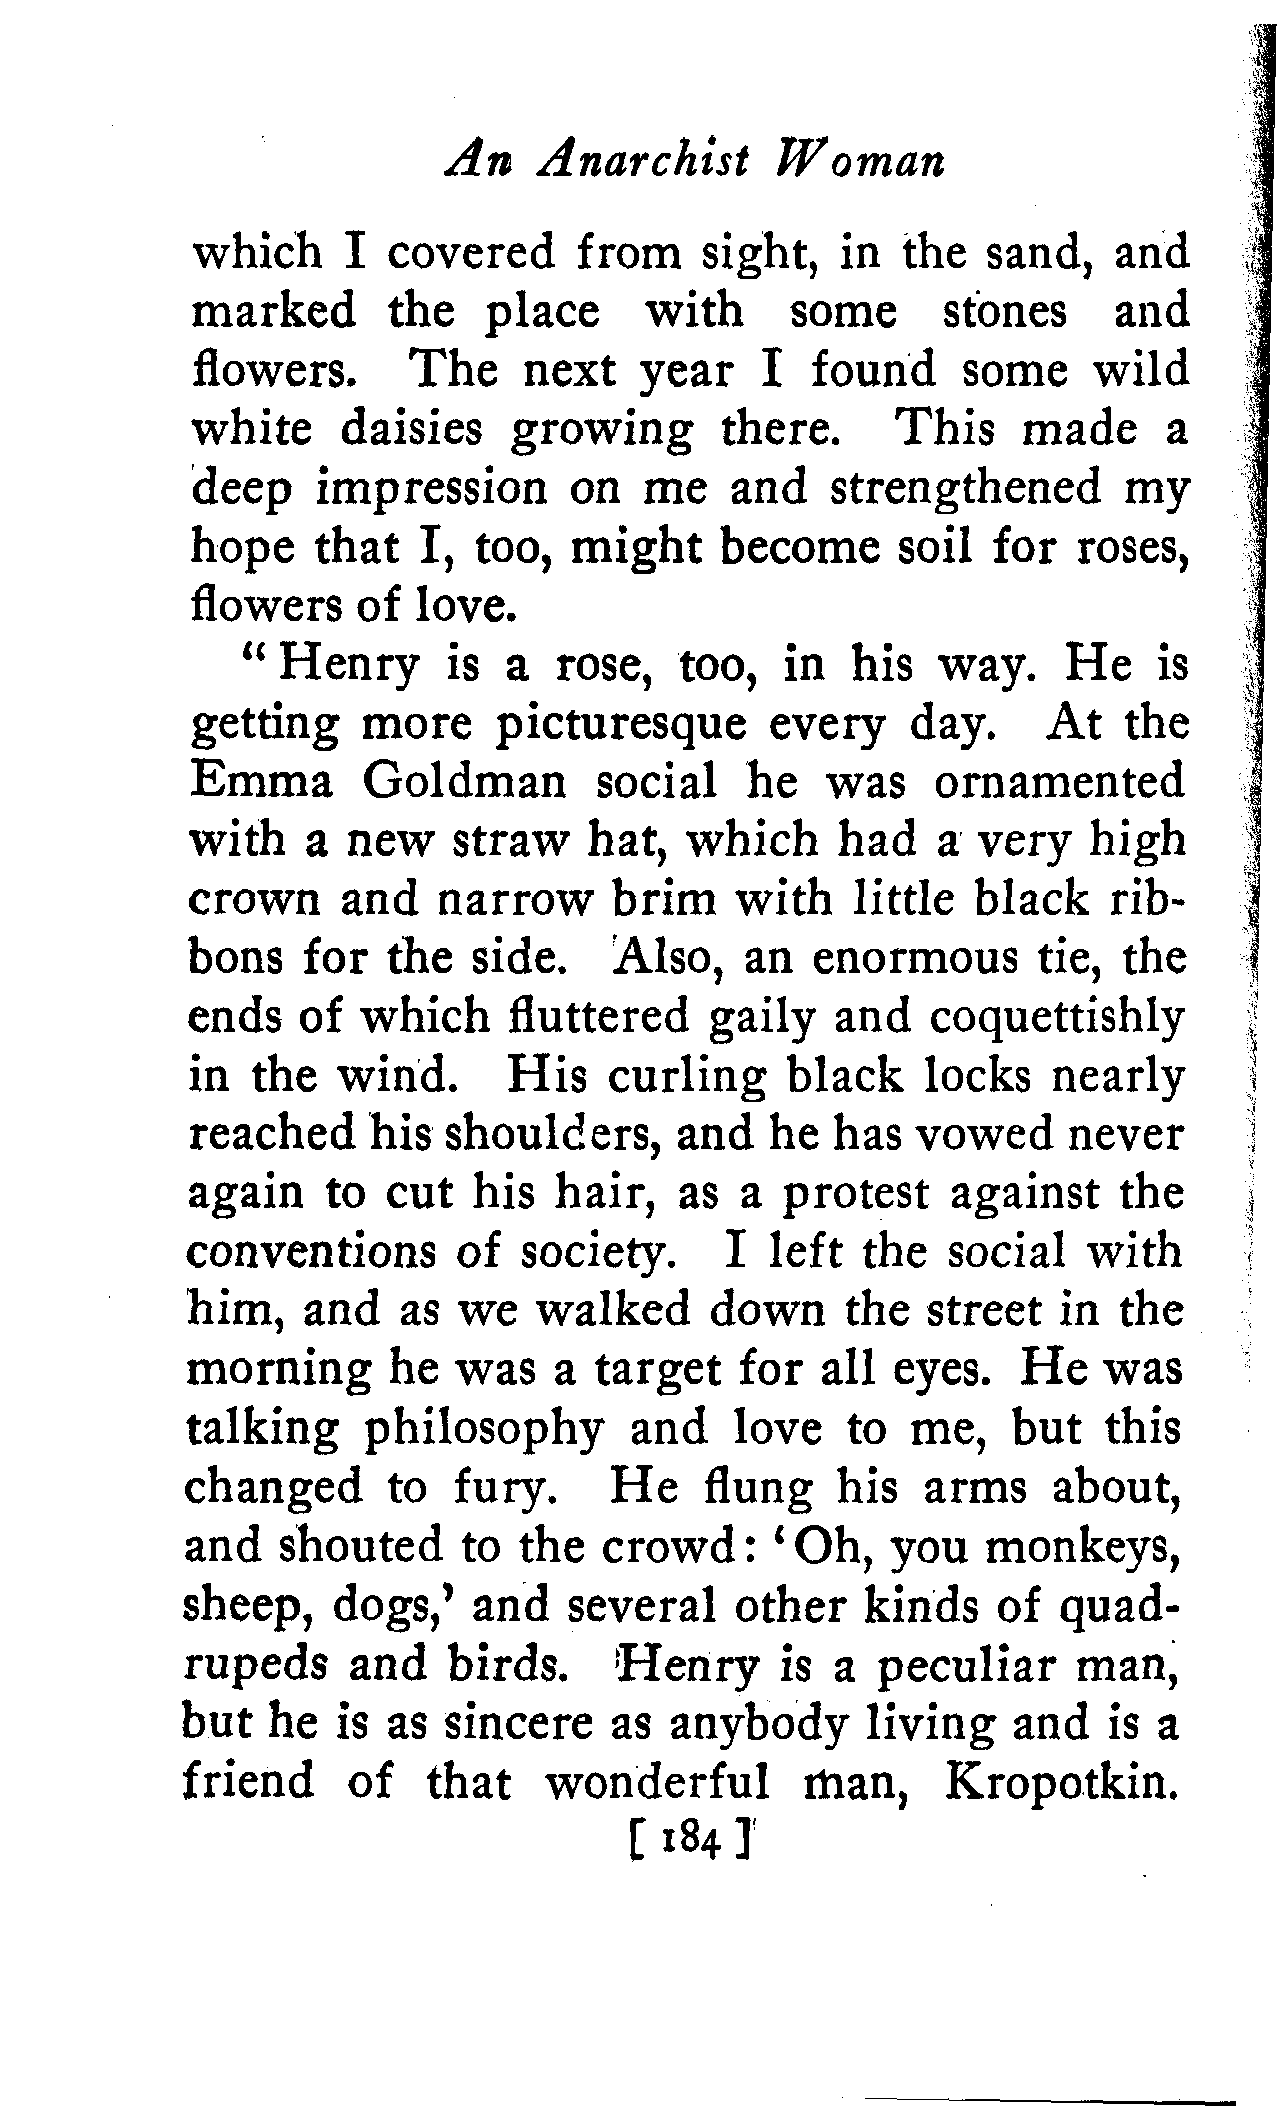 An Anarchist Woman
which I covered from sight, in the sand, and
marked the place with some stones and
flowers. The next year I found some wild
white daisies growing there. This made a
deep impression on me and strengthened my
hope that I, too, might become soil for roses,
flowers of love.
“ Henry is a rose, too, in his way. He is
getting more picturesque every day. At the
Emma Goldman social he was ornamented
with a new straw hat, which had a very high
crown and narrow brim with little black rib-
bons for the side. Also, an enormous tie, the
ends of which fluttered gaily and coquettishly
in the wind. His curling black locks nearly
reached his shoulders, and he has vowed never
again to cut his hair, as a protest against the
conventions of society. I left the social with
him, and as we walked down the street in the
morning he was a target for all eyes. He was
talking philosophy and love to me, but this
changed to fury. He flung his arms about,
and shouted to the crowd: ‘Oh, you monkeys,
sheep, dogs,’ and several other kinds of quad-
rupeds and birds. Henry is a peculiar man,
but he is as sincere as anybody living and is a
friend of that wonderful man, Kropotkin.
[ 184 ]